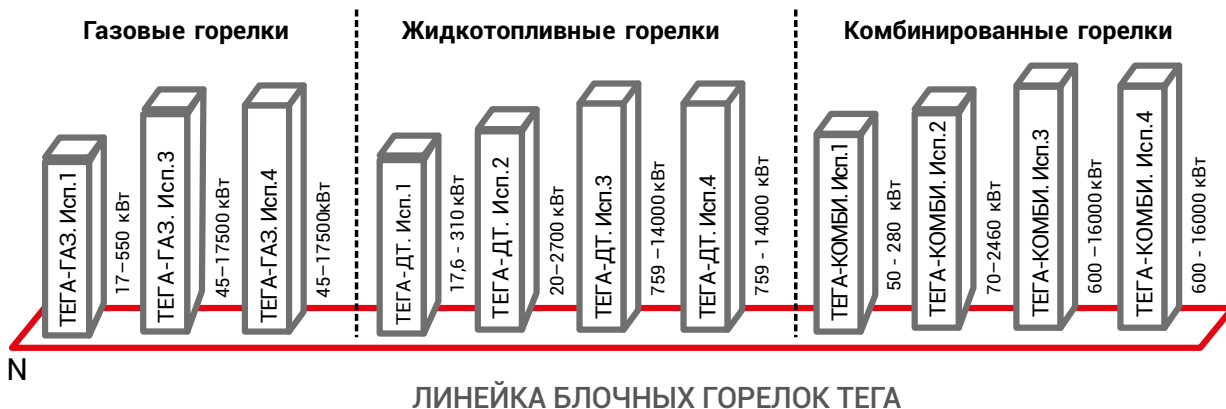 Газовые горелки
Жидкотопливные горелки
Комбинированные горелки
ТЕГА-ГАЗ. Исп.1
17–550 кВт
ТЕГА-ГАЗ. Исп.3
45–17500 кВт
ТЕГА-ГАЗ. Исп.4
45–17500кВт
ТЕГА-ДТ. Исп.1
17,6 - 310 кВт
ТЕГА-ДТ. Исп.2
20–2700 кВт
ТЕГА-ДТ. Исп.3
759–14000 кВт
ТЕГА-ДТ. Исп.4
759 - 14000 кВт
ТЕГА-КОМБИ. Исп.1
50 - 280 кВт
ТЕГА-КОМБИ. Исп.2
70–2460 кВт
ТЕГА-КОМБИ. Исп.3
600 –16000 кВт
ТЕГА-КОМБИ. Исп.4
600 - 16000 кВт
N
ЛИНЕЙКА БЛОЧНЫХ ГОРЕЛОК ТЕГА